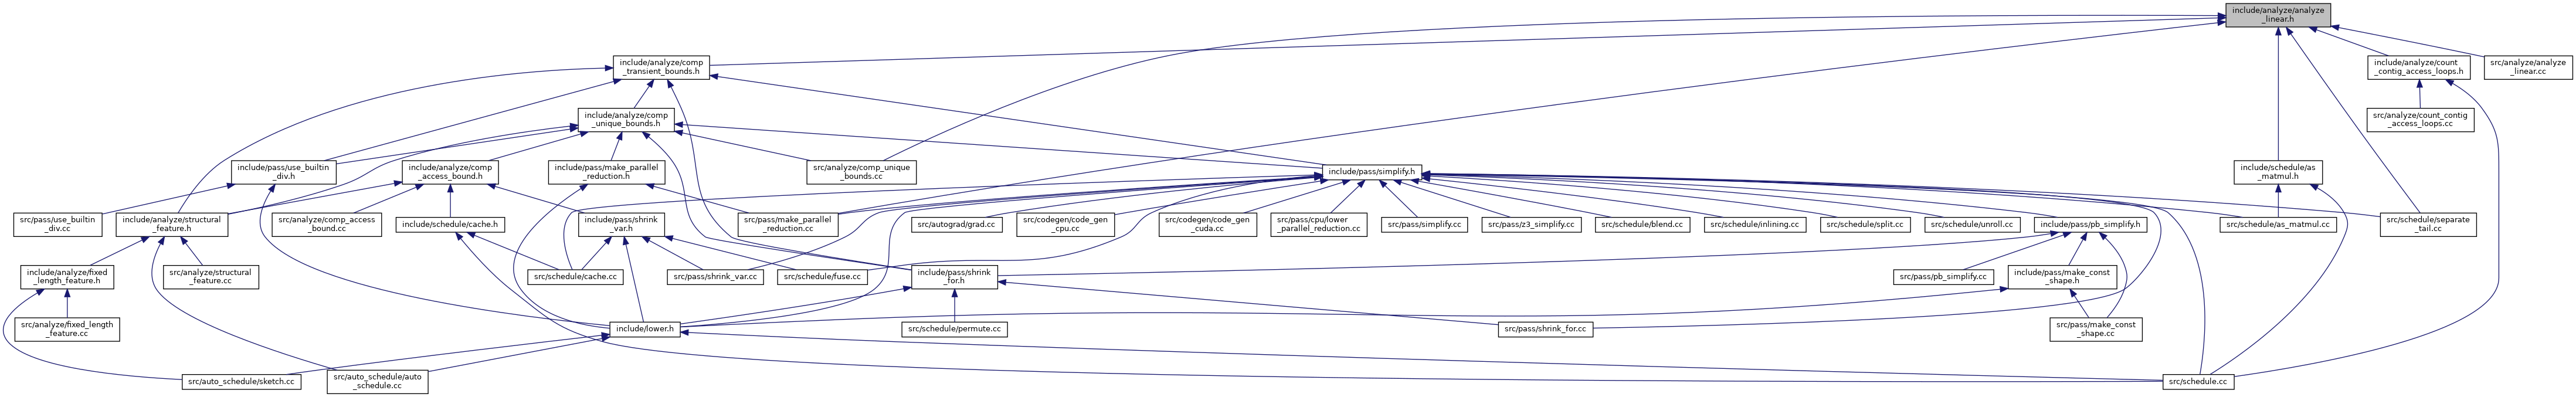 include/analyze/analyze
_linear.h
include/analyze/comp
_transient_bounds.h
include/analyze/count
_contig_access_loops.h
src/analyze/analyze
_linear.cc
include/analyze/comp
_unique_bounds.h
src/analyze/count_contig
_access_loops.cc
include/pass/use_builtin
_div.h
include/analyze/comp
_access_bound.h
include/pass/make_parallel
_reduction.h
src/analyze/comp_unique
_bounds.cc
include/pass/simplify.h
include/schedule/as
_matmul.h
src/pass/use_builtin
_div.cc
include/analyze/structural
_feature.h
src/analyze/comp_access
_bound.cc
include/schedule/cache.h
include/pass/shrink
_var.h
src/pass/make_parallel
_reduction.cc
src/autograd/grad.cc
src/codegen/code_gen
_cpu.cc
src/codegen/code_gen
_cuda.cc
src/pass/cpu/lower
_parallel_reduction.cc
src/pass/simplify.cc
src/pass/z3_simplify.cc
src/schedule/blend.cc
src/schedule/inlining.cc
src/schedule/split.cc
src/schedule/unroll.cc
include/pass/pb_simplify.h
src/schedule/as_matmul.cc
src/schedule/separate
_tail.cc
include/analyze/fixed
_length_feature.h
src/analyze/structural
_feature.cc
src/schedule/cache.cc
src/pass/shrink_var.cc
src/schedule/fuse.cc
include/pass/shrink
_for.h
src/pass/pb_simplify.cc
include/pass/make_const
_shape.h
src/analyze/fixed_length
_feature.cc
include/lower.h
src/schedule/permute.cc
src/pass/shrink_for.cc
src/pass/make_const
_shape.cc
src/auto_schedule/sketch.cc
src/auto_schedule/auto
_schedule.cc
src/schedule.cc